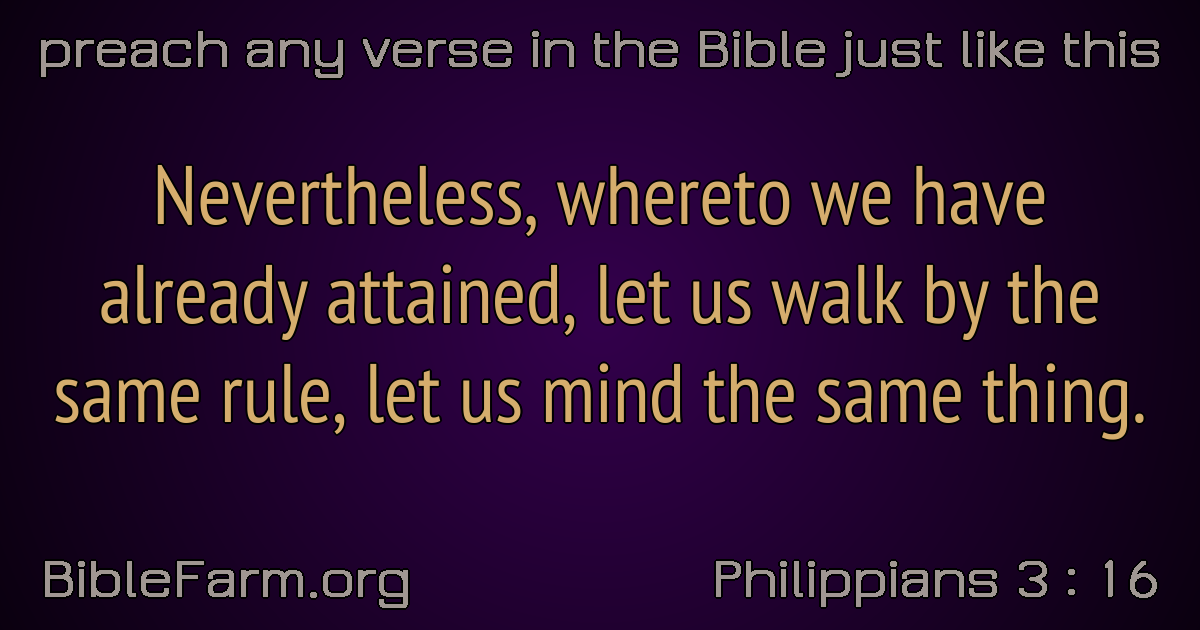 preach any verse in the Bible just like this
Nevertheless, whereto we have
already attained, let us walk by the
same rule, let us mind the same thing.
BibleFarm.org
Philippians 3 : 16